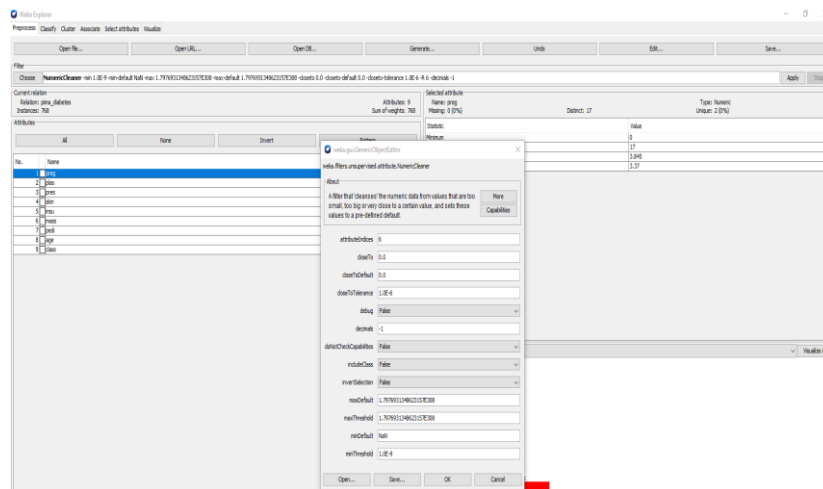 Weka Explorer
Preprocess Classify Cluster Associate Select attributes Visualize
Open file... Open URL... Open DB... Generate... Undo Edit... Save...
Filter
Choose NumericCleaner -min 1.0E-9 -min-default NaN -max 1.7976931348623157E308 -max-default 1.7976931348623157E308 -closeto 0.0 -closeto-default 0.0 -closeto-tolerance 1.0E-6 -R 6 -decimals -1 Apply Stop
Current relation
Relation: pima_diabetes Attributes: 9
Instances: 768 Sum of weights: 768
Selected attribute
Name: preg Type: Numeric
Missing: 0 (0%) Distinct: 17 Unique: 2 (0%)
Attributes
All None Invert Pattern
Statistic Value
Minimum 0
17
3.845
3.37
No. Name
1 preg
2 plas
3 pres
4 skin
5 insu
6 mass
7 pedi
8 age
9 class
weka.gui.GenericObjectEditor
weka.filters.unsupervised.attribute.NumericCleaner
About
A filter that 'cleanses' the numeric data from values that are too
small, too big or very close to a certain value, and sets these
values to a pre-defined default.
More
Capabilities
attributeIndices 6
closeTo 0.0
closeToDefault 0.0
closeToTolerance 1.0E-6
debug False
decimals -1
doNotCheckCapabilities False
includeClass False
invertSelection False
maxDefault 1.7976931348623157E308
maxThreshold 1.7976931348623157E308
minDefault NaN
minThreshold 1.0E-9
Open... Save... OK Cancel